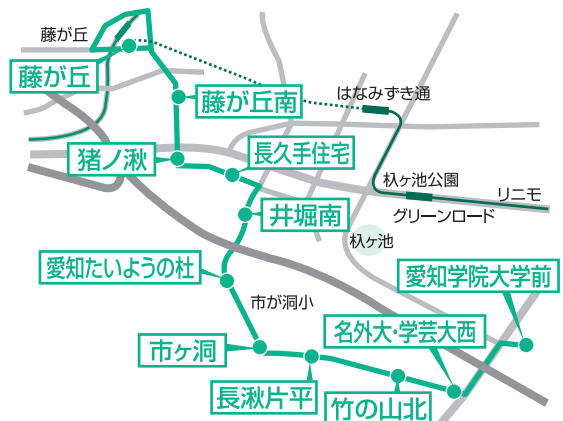 藤が丘
藤が丘
藤が丘南
はなみずき通
猪ノ湫
長久手住宅
杁ヶ池公園
リニモ
グリーンロード
井堀南
杁ヶ池
愛知たいようの杜
愛知学院大学前
市が洞小
名外大・学芸大西
市ヶ洞
長湫片平
竹の山北